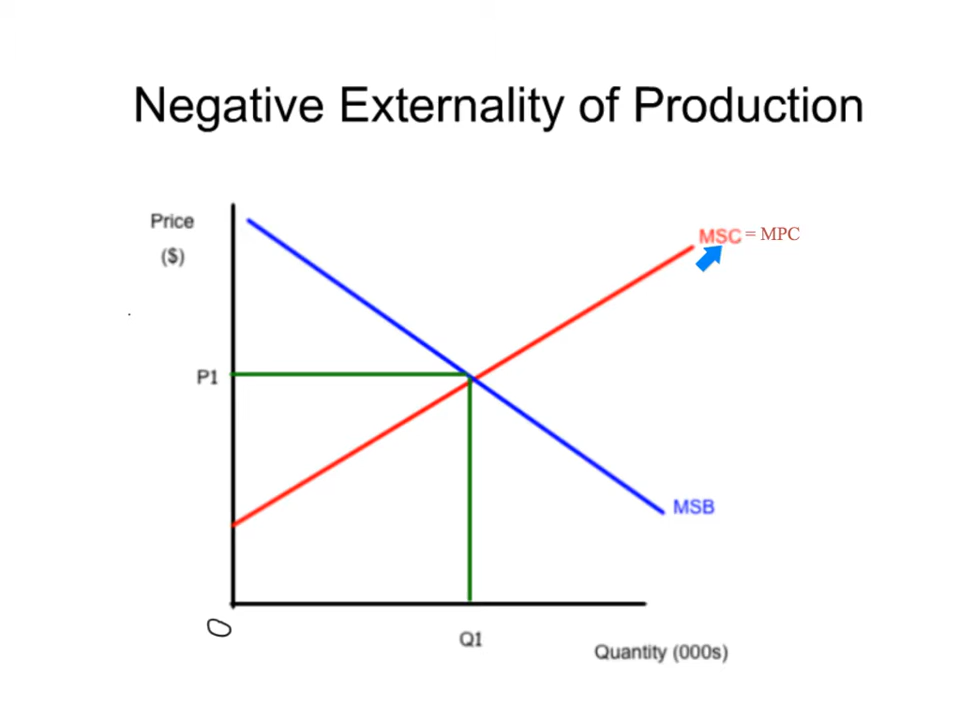 Negative Externality of Production
Price
($)
MSC = MPC
P1
MSB
0
Q1
Quantity (000s)